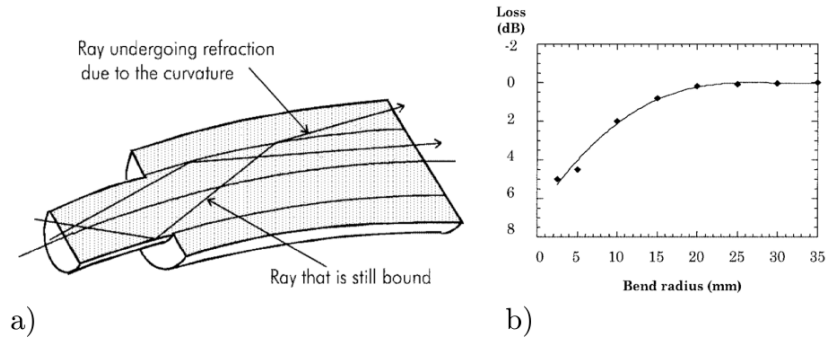 Ray undergoing refraction
due to the curvature
Ray that is still bound
a)
Loss
(dB)
-2
0
2
4
6
8
0 5 10 15 20 25 30 35
Bend radius (mm)
b)